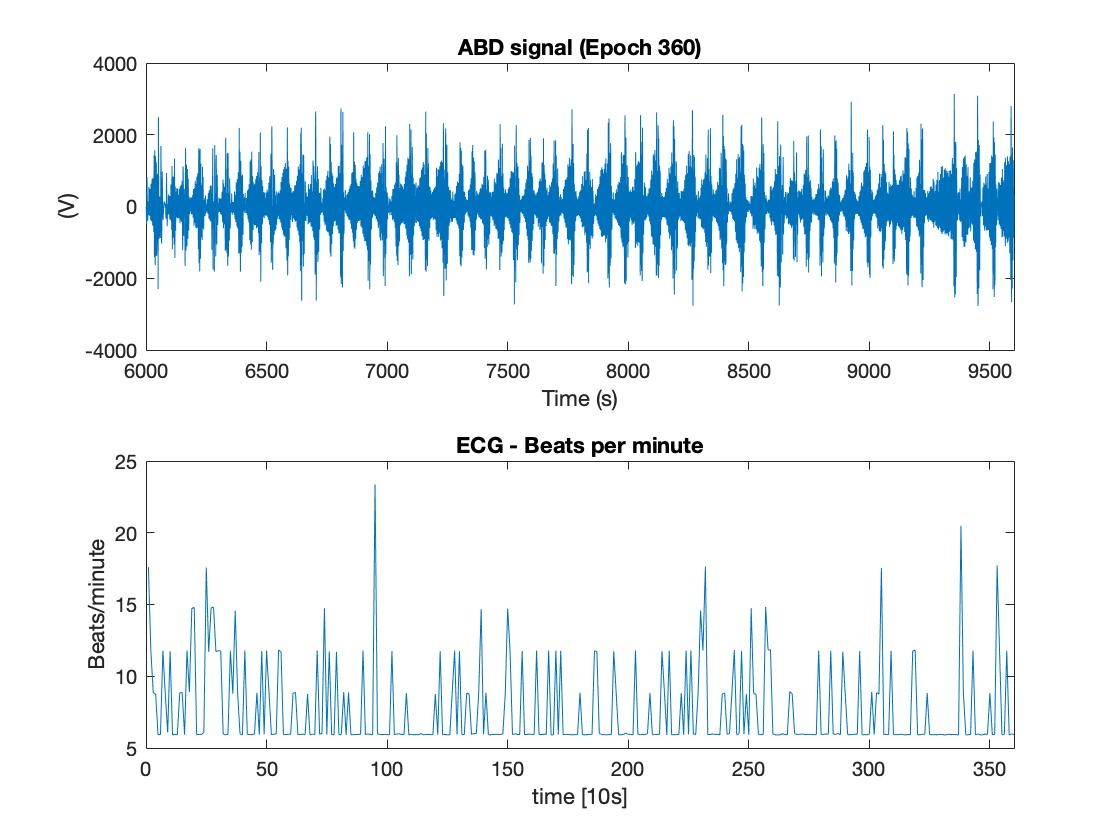 ABD signal (Epoch 360)
4000
2000
0
-2000
-4000
(V)
6000 6500 7000 7500 8000 8500 9000 9500
Time (s)
ECG - Beats per minute
25
20
15
10
5
Beats/minute
0 50 100 150 200 250 300 350
time [10s]